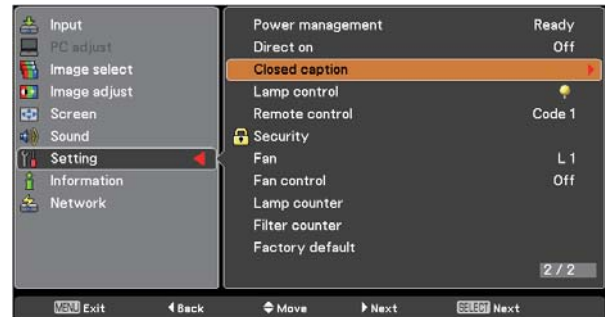 Input
PC adjust
Image select
Image adjust
Screen
Sound
Setting
Information
Network
Power management Ready
Direct on Off
Closed caption
Lamp control
Remote control Code 1
Security
Fan L 1
Fan control Off
Lamp counter
Filter counter
Factory default
2 / 2
MENU Exit Back Move Next SELECT Next